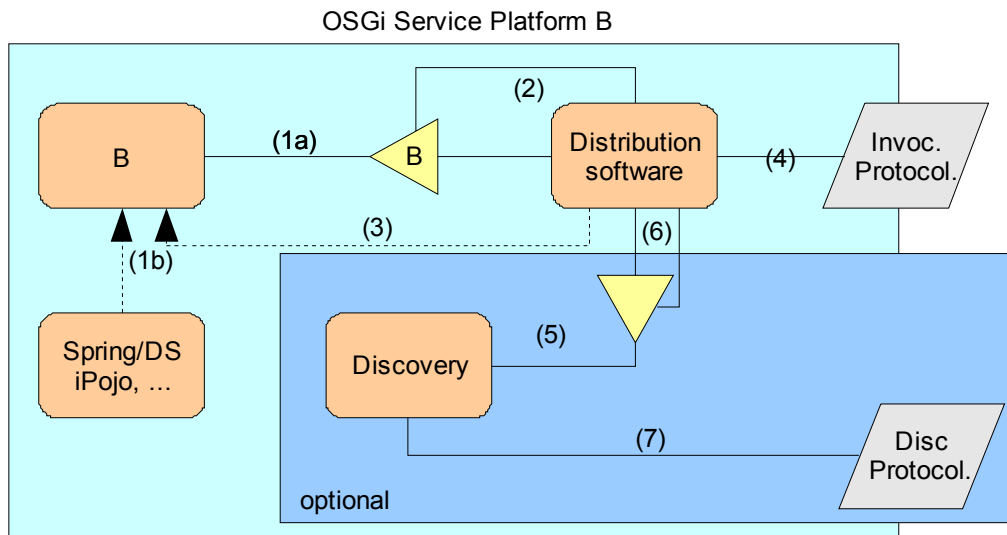 OSGi Service Platform B
(2)
B
(1a)
B
Distribution
software
(4)
Invoc.
Protocol.
(3)
(6)
(1b)
Spring/DS
iPojo, ...
(5)
Discovery
(7)
Disc
Protocol.
optional